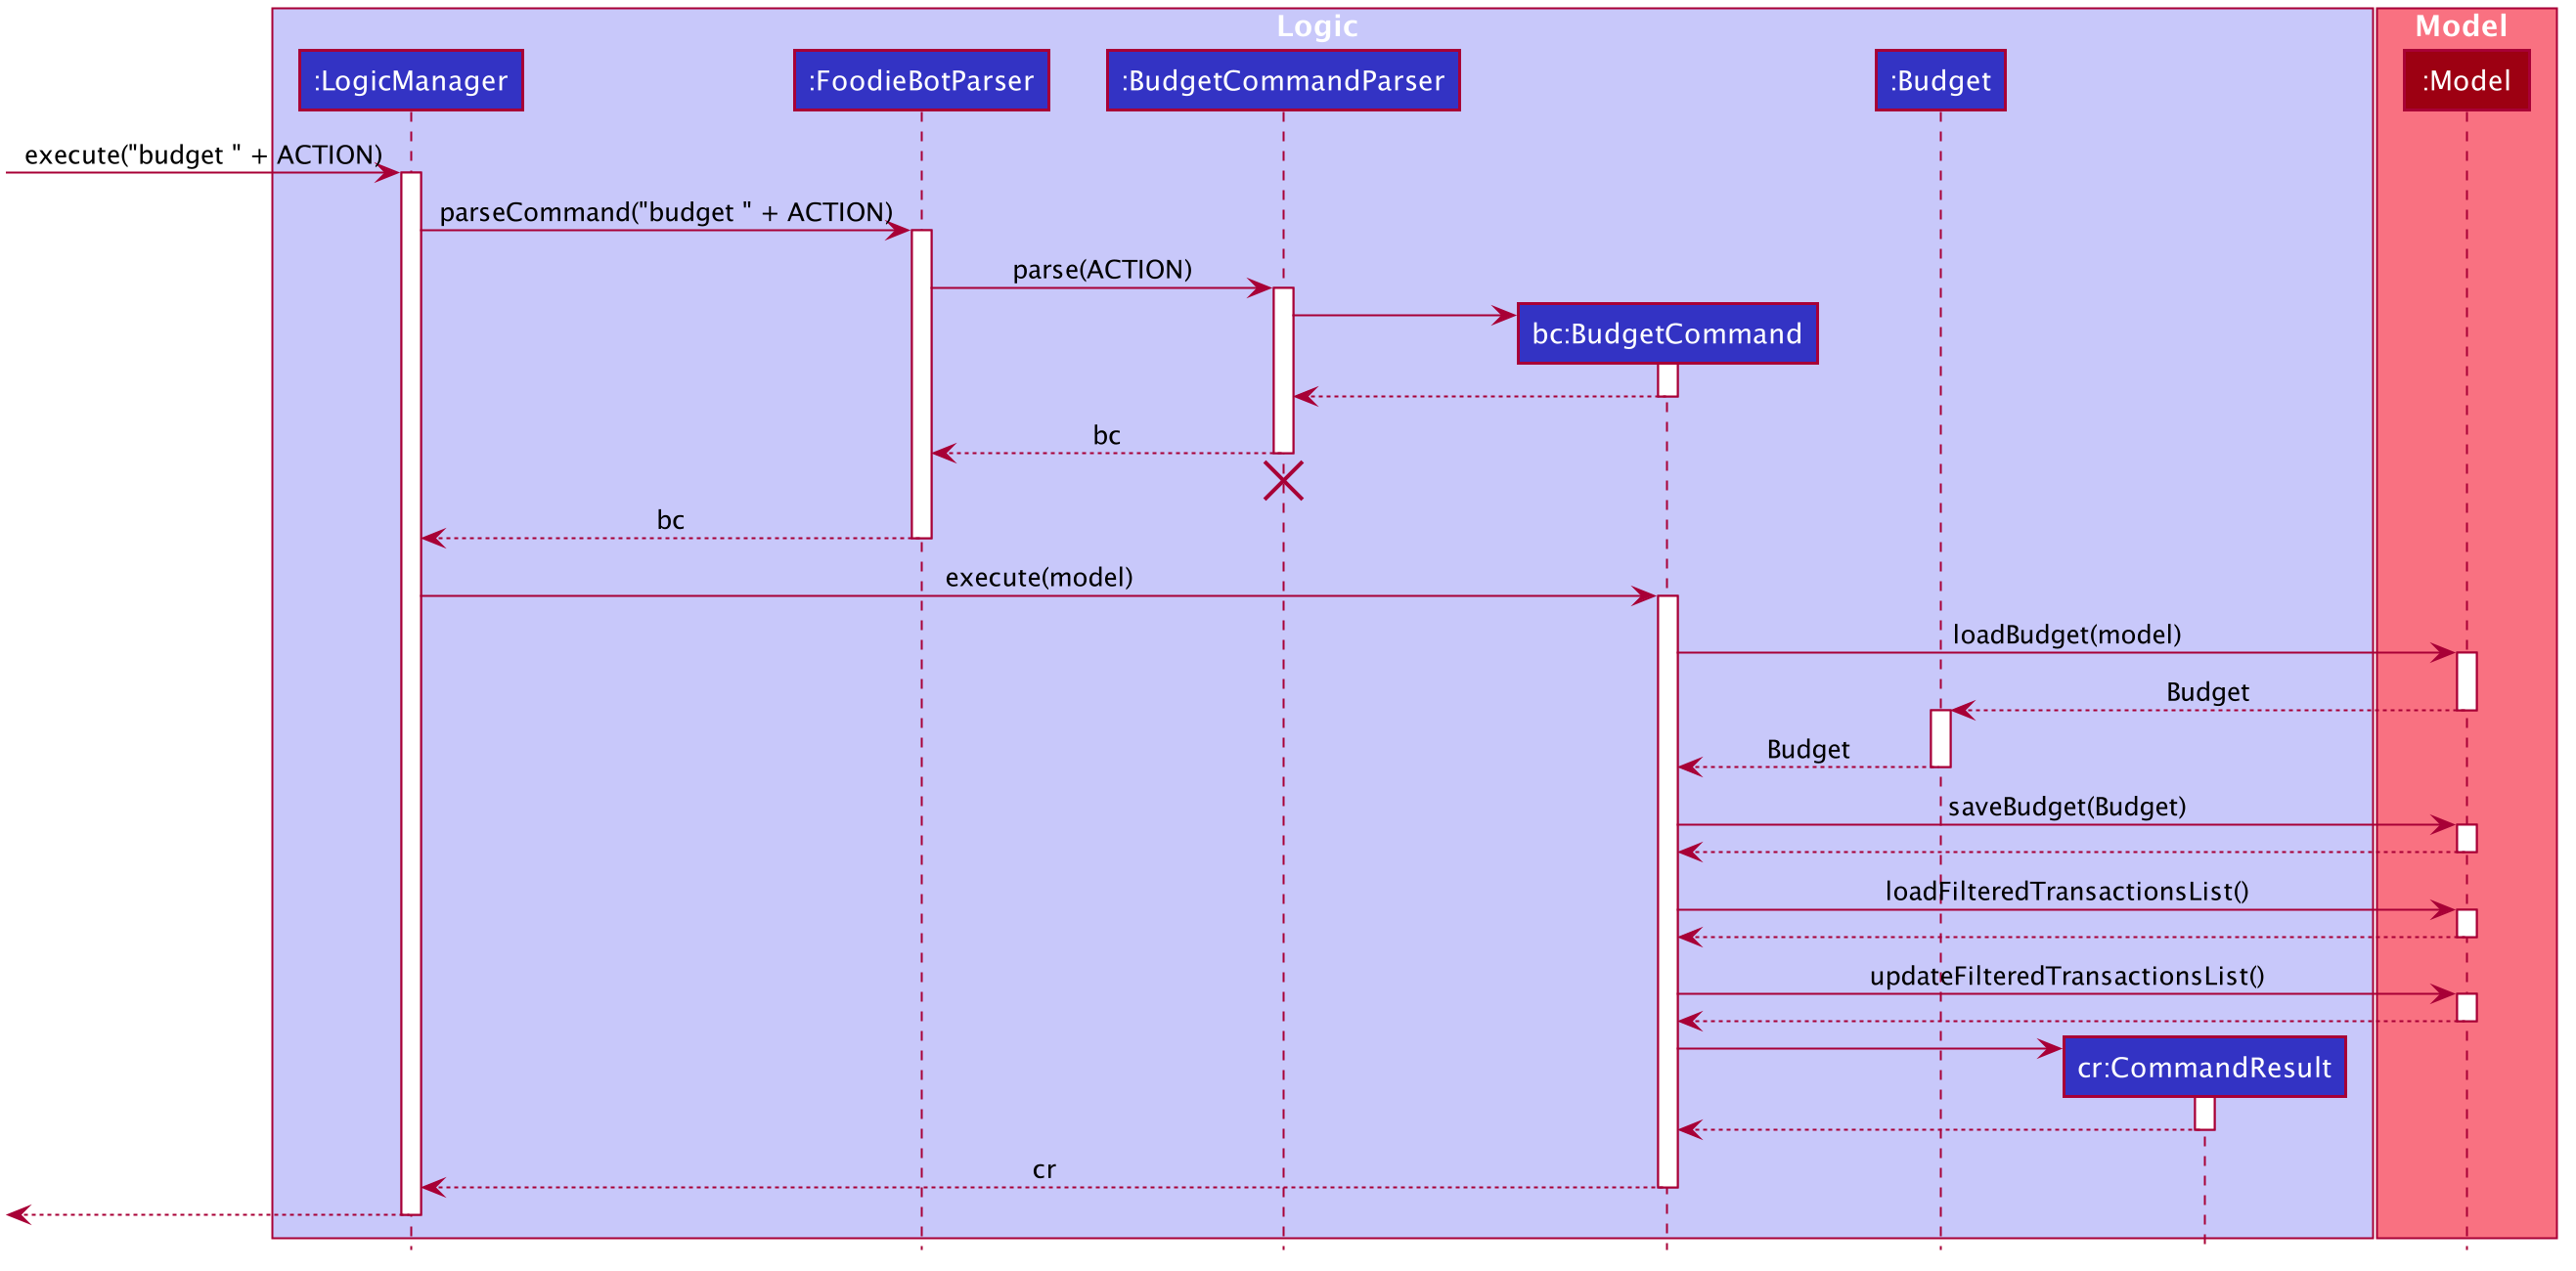 Logic
Model
:LogicManager
:FoodieBotParser
:BudgetCommandParser
:Budget
:Model
execute("budget " + ACTION)
parseCommand("budget " + ACTION)
parse(ACTION)
bc:BudgetCommand
bc
bc
execute(model)
loadBudget(model)
Budget
Budget
saveBudget(Budget)
loadFilteredTransactionsList()
updateFilteredTransactionsList()
cr:CommandResult
cr